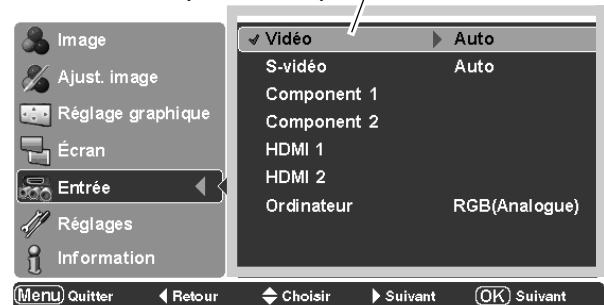 Image
Ajust. image
Réglage graphique
Écran
Entrée
Réglages
Information
Vidéo Auto
S-vidéo Auto
Component 1
Component 2
HDMI 1
HDMI 2
Ordinateur RGB(Analogue)
Menu Quitter Retour Choisir Suivant OK Suivant